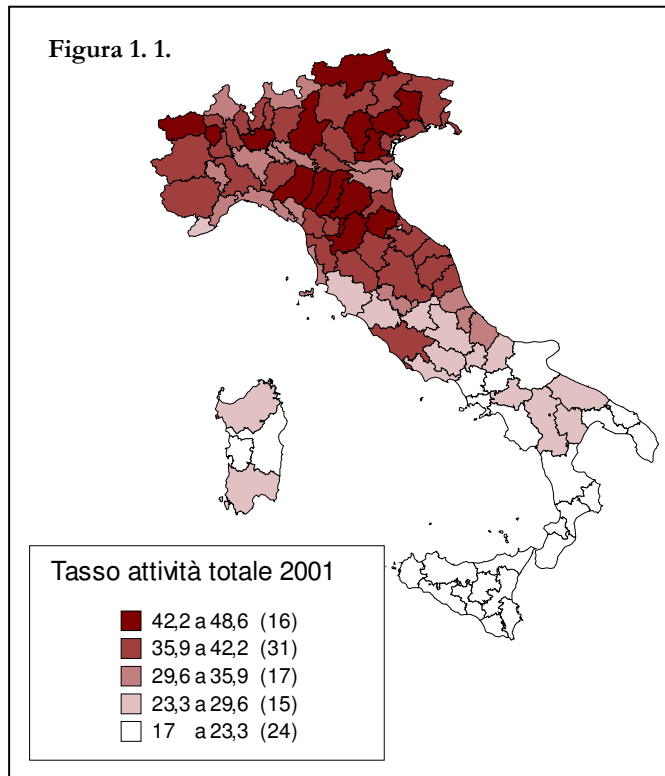 Figura 1. 1.
Tasso attività totale 2001
42,2 a 48,6 (16)
35,9 a 42,2 (31)
29,6 a 35,9 (17)
23,3 a 29,6 (15)
17 a 23,3 (24)